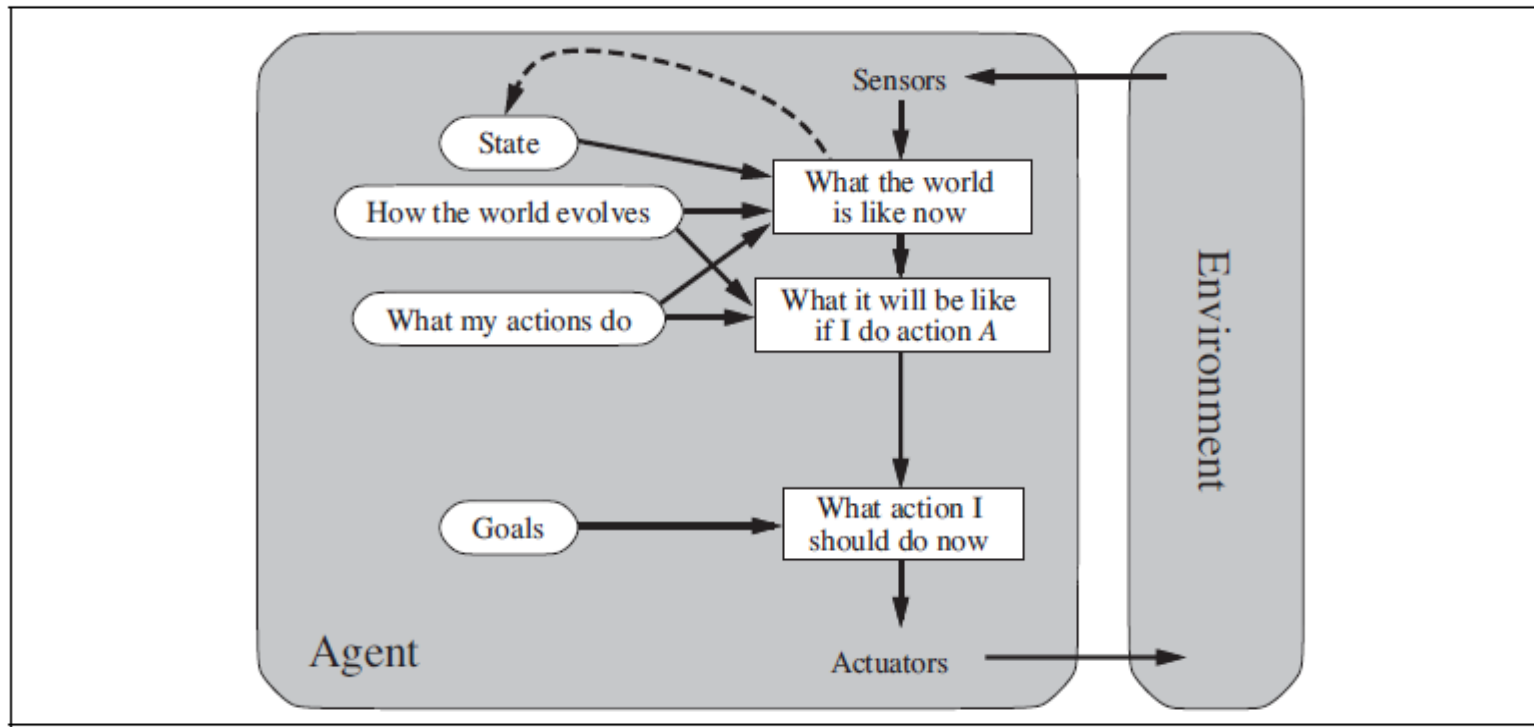 Sensors
State
What the world
is like now
How the world evolves
What it will be like
if I do action A
What my actions do
Goals
What action I
should do now
Agent
Actuators
Environment